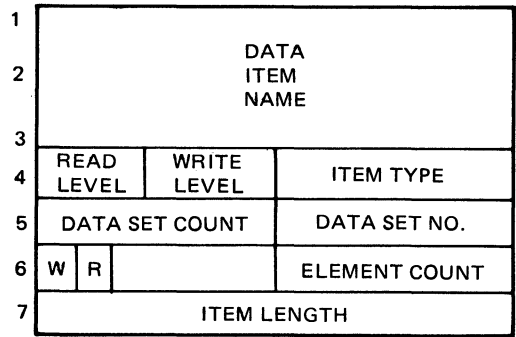 1
DATA
2 ITEM
NAME
3
READ WRITE
4 ITEM TYPE
LEVEL LEVEL
5 DATA SET COUNT DATA SET NO.
6 W R ELEMENT COUNT
7 ITEM LENGTH